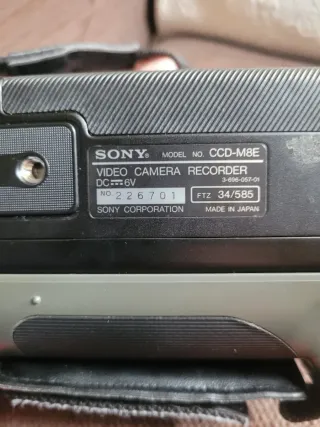 SONY® MODEL NO. CCD-M8E
VIDEO CAMERA RECORDER
DC⎓6V 3-698-057-01
NO. 226701 FTZ 34/585
SONY CORPORATION MADE IN JAPAN